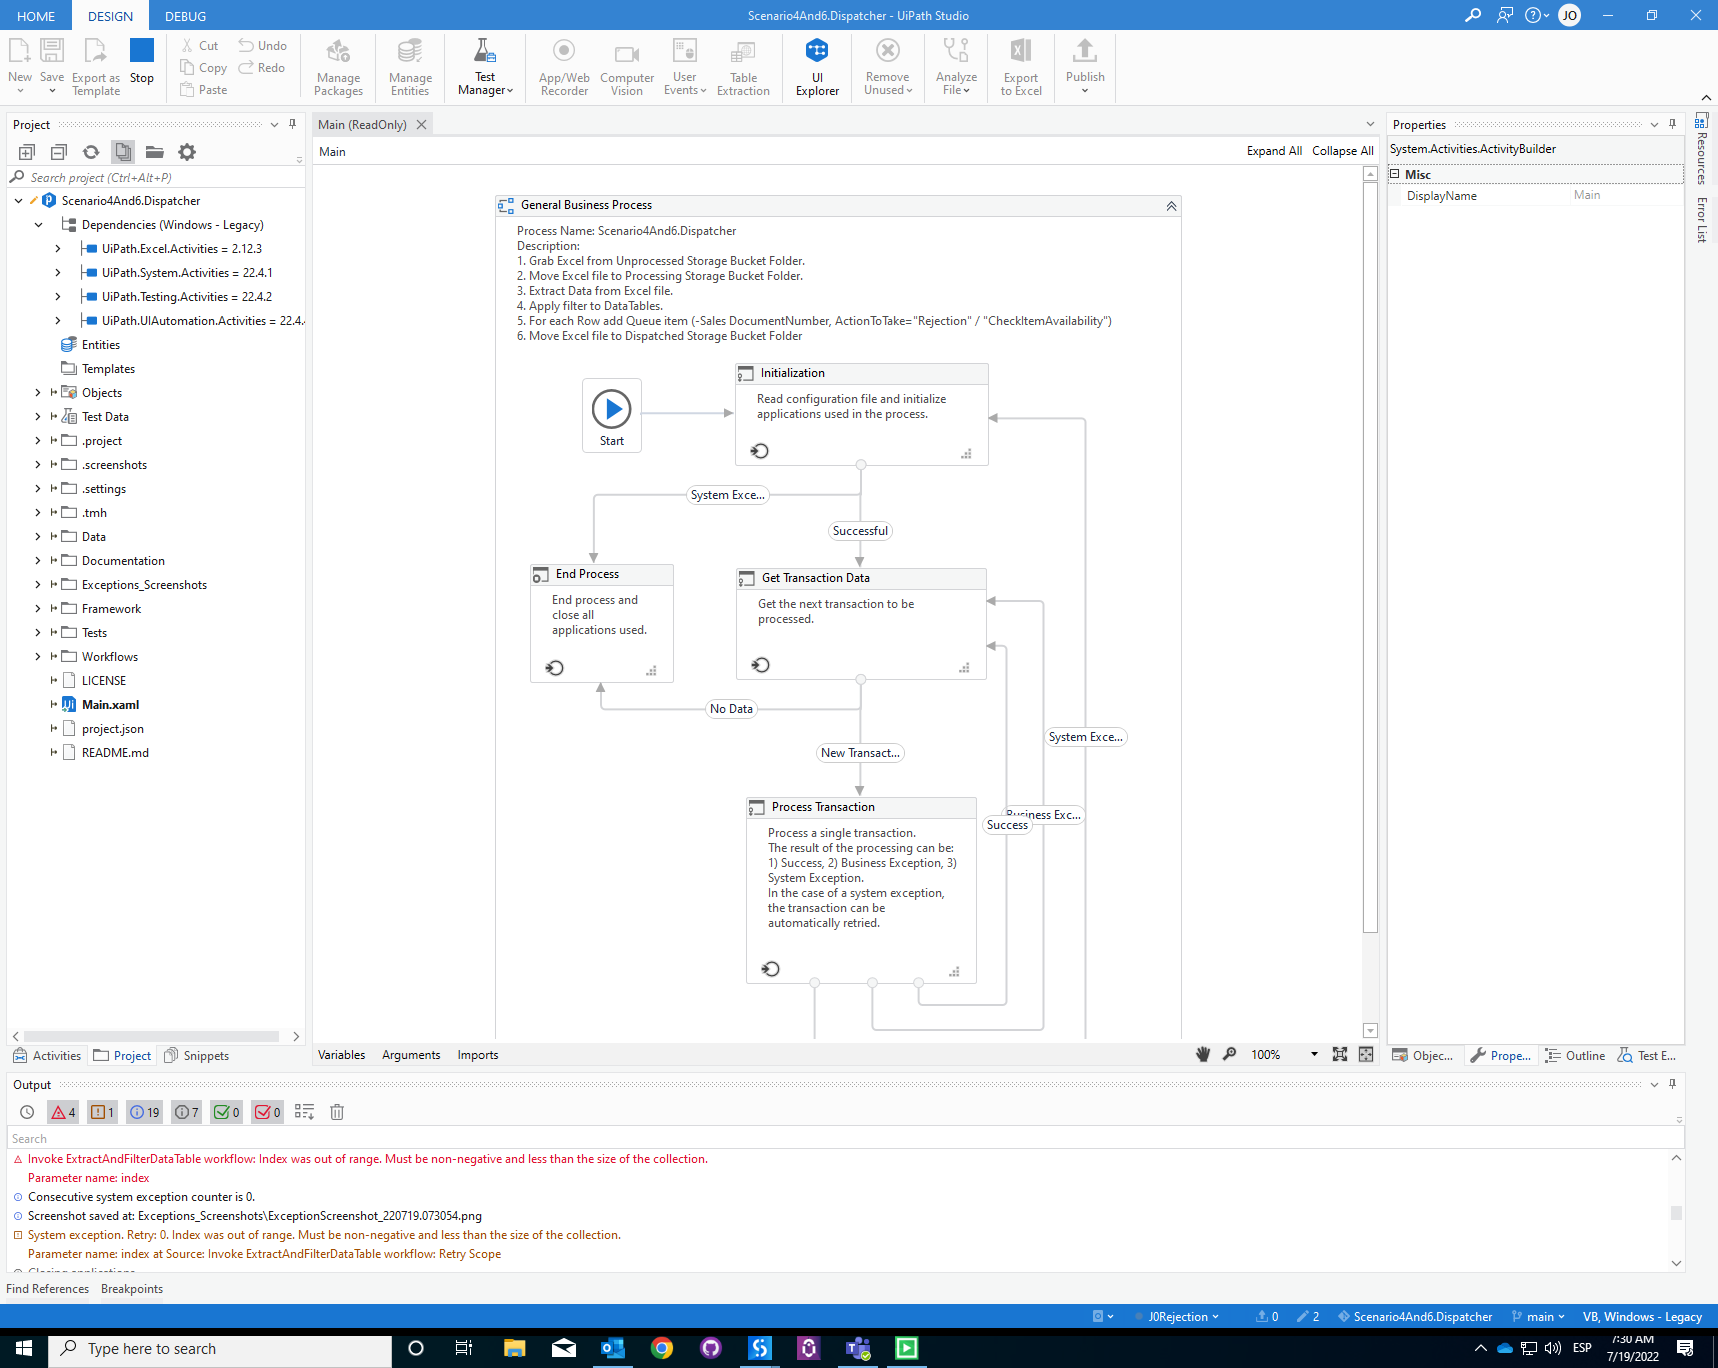 HOME
DESIGN
DEBUG
Scenario4And6.Dispatcher - UiPath Studio
JO
New
Save
Export as Template
Stop
Cut
Copy
Paste
Undo
Redo
Manage Packages
Manage Entities
Test Manager
App/Web Recorder
Computer Vision
User Events
Table Extraction
UI Explorer
Remove Unused
Analyze File
Export to Excel
Publish
Project
Search project (Ctrl+Alt+P)
Scenario4And6.Dispatcher
Dependencies (Windows - Legacy)
UiPath.Excel.Activities = 2.12.3
UiPath.System.Activities = 22.4.1
UiPath.Testing.Activities = 22.4.2
UiPath.UIAutomation.Activities = 22.4.
Entities
Templates
Objects
Test Data
.project
.screenshots
.settings
.tmh
Data
Documentation
Exceptions_Screenshots
Framework
Tests
Workflows
LICENSE
Main.xaml
project.json
README.md
Activities
Project
Snippets
Main (ReadOnly)
Main
Expand All
Collapse All
General Business Process
Process Name: Scenario4And6.Dispatcher
Description:
1. Grab Excel from Unprocessed Storage Bucket Folder.
2. Move Excel file to Processing Storage Bucket Folder.
3. Extract Data from Excel file.
4. Apply filter to DataTables.
5. For each Row add Queue item (-Sales DocumentNumber, ActionToTake="Rejection" / "CheckItemAvailability")
6. Move Excel file to Dispatched Storage Bucket Folder
Start
Initialization
Read configuration file and initialize
applications used in the process.
System Exce...
Successful
End Process
End process and
close all
applications used.
Get Transaction Data
Get the next transaction to be
processed.
No Data
New Transact...
System Exce...
Business Exc...
Success
Process Transaction
Process a single transaction.
The result of the processing can be:
1) Success, 2) Business Exception, 3)
System Exception.
In the case of a system exception,
the transaction can be
automatically retried.
Variables
Arguments
Imports
100%
Properties
System.Activities.ActivityBuilder
Misc
DisplayName
Main
Resources
Error List
Objec...
Prope...
Outline
Test E...
Output
4
1
19
7
0
0
Search
Invoke ExtractAndFilterDataTable workflow: Index was out of range. Must be non-negative and less than the size of the collection.
Parameter name: index
Consecutive system exception counter is 0.
Screenshot saved at: Exceptions_Screenshots\ExceptionScreenshot_220719.073054.png
System exception. Retry: 0. Index was out of range. Must be non-negative and less than the size of the collection.
Parameter name: index at Source: Invoke ExtractAndFilterDataTable workflow: Retry Scope
Closing applications
Find References
Breakpoints
J0Rejection
0
2
Scenario4And6.Dispatcher
main
VB, Windows - Legacy
Type here to search
ESP
7:30 AM
7/19/2022